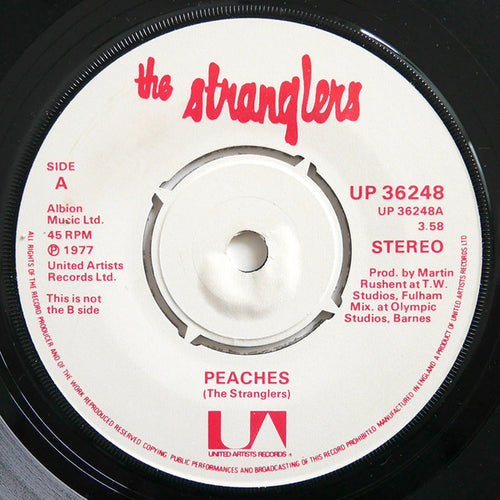 the stranglers
SIDE
A
Albion
Music Ltd.
45 RPM
℗ 1977
United Artists
Records Ltd.
This is not
the B side
UP 36248
UP 36248A
3.58
STEREO
Prod. by Martin
Rushent at T.W.
Studios, Fulham
Mix. at Olympic
Studios, Barnes
PEACHES
(The Stranglers)
UA
UNITED ARTISTS RECORDS
ALL RIGHTS OF THE RECORD PRODUCER AND OF THE OWNER OF THE WORK REPRODUCED RESERVED COPYING PUBLIC PERFORMANCES AND BROADCASTING OF THIS RECORD PROHIBITED MANUFACTURED IN ENGLAND A PRODUCT OF UNITED ARTISTS RECORDS LTD